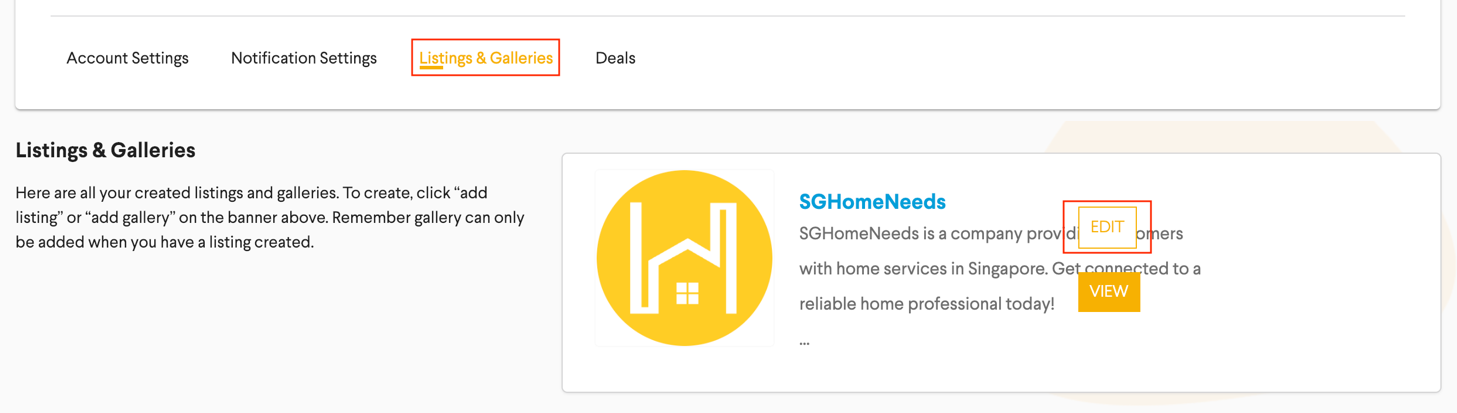 Account Settings Notification Settings Listings & Galleries Deals
Listings & Galleries
Here are all your created listings and galleries. To create, click “add
listing” or “add gallery” on the banner above. Remember gallery can only
be added when you have a listing created.
SGHomeNeeds
SGHomeNeeds is a company
with home services in Singapore. Get connected to a
reliable home professional today!
...
EDIT
VIEW